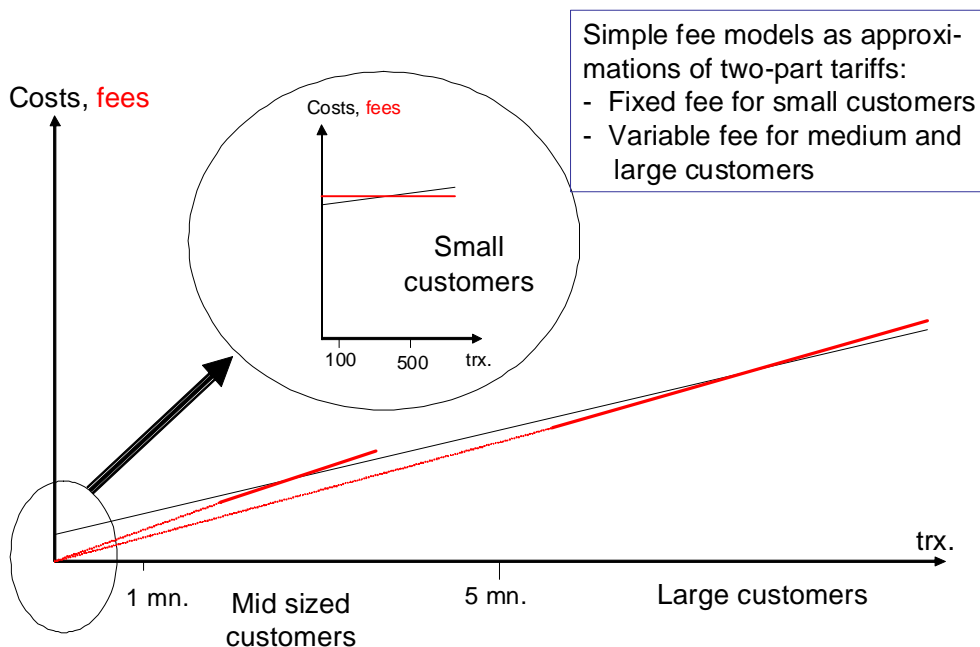 Simple fee models as approxi-
mations of two-part tariffs:
- Fixed fee for small customers
- Variable fee for medium and
large customers
Costs, fees
Costs, fees
Small
customers
100
500
trx.
trx.
1 mn.
Mid sized
customers
5 mn.
Large customers